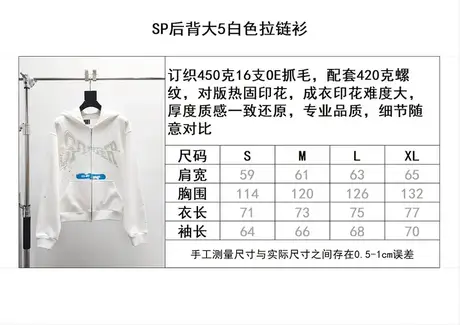 SP后背大5白色拉链衫
订织450克16支OE抓毛，配套420克螺
纹，对版热固印花，成衣印花难度大，
厚度质感一致还原，专业品质，细节随
意对比
尺码 S M L XL
肩宽 59 61 63 65
胸围 114 120 126 132
衣长 71 73 75 77
袖长 64 66 68 70
手工测量尺寸与实际尺寸之间存在0.5-1cm误差